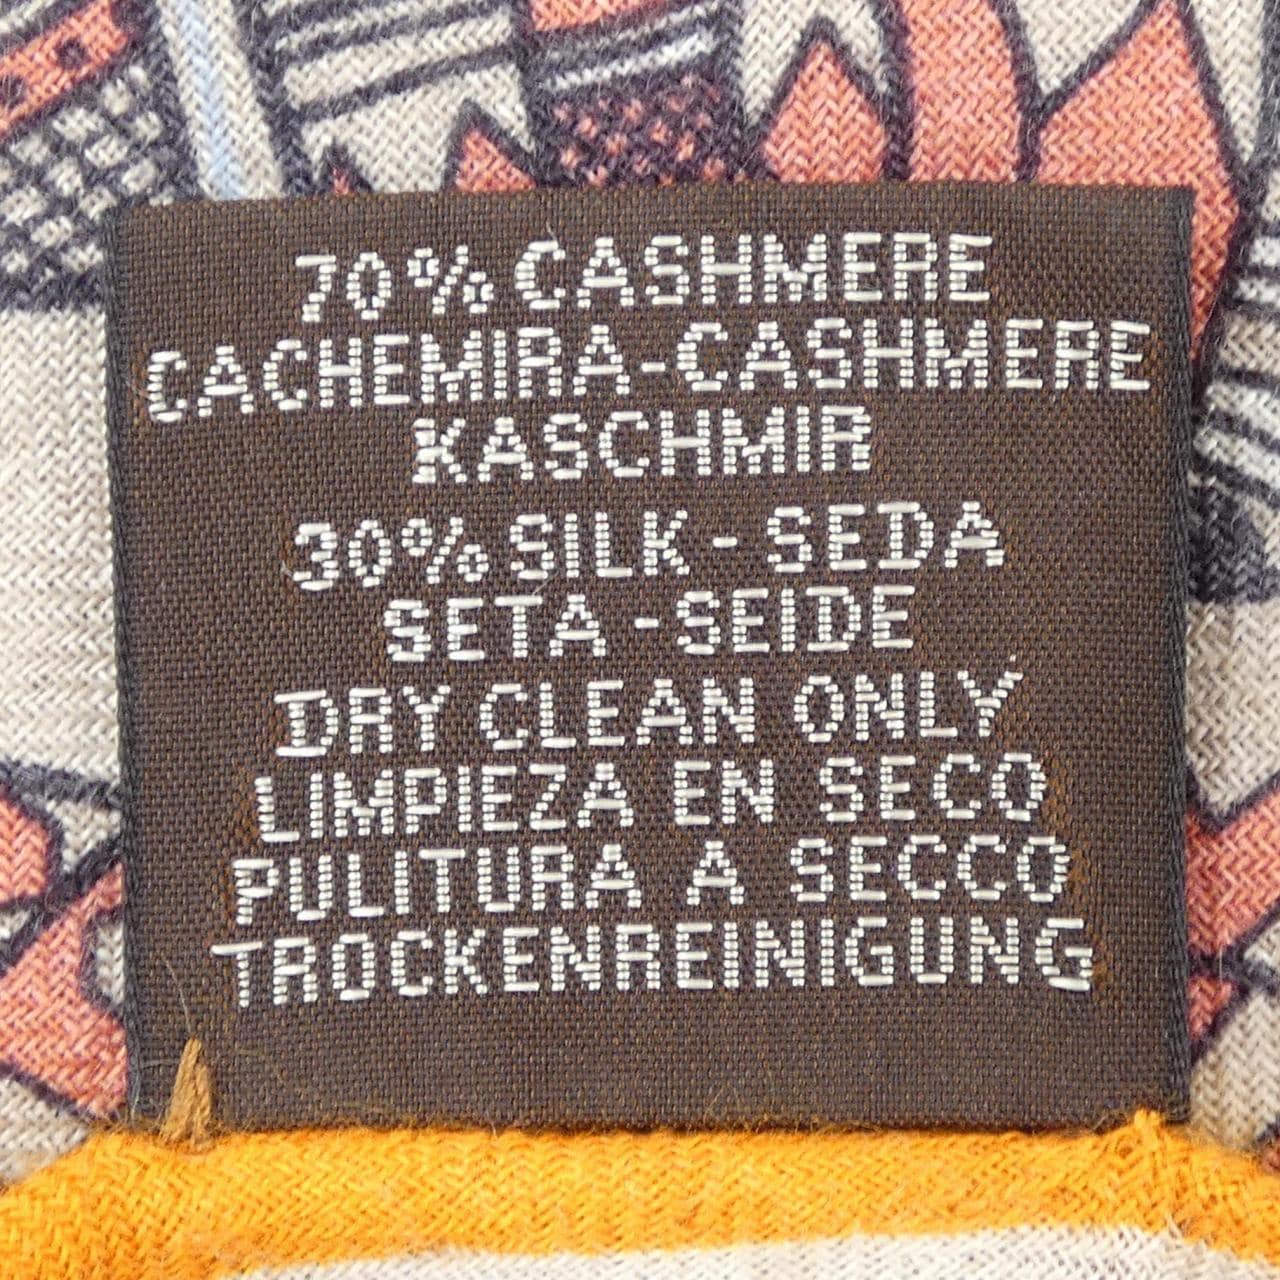 70% CASHMERE
CACHEMIRA-CASHMERE
KASCHMIR
30% SILK - SEDA
SETA - SEIDE
DRY CLEAN ONLY
LIMPIEZA EN SECO
PULITURA A SECCO
TROCKENREINIGUNG